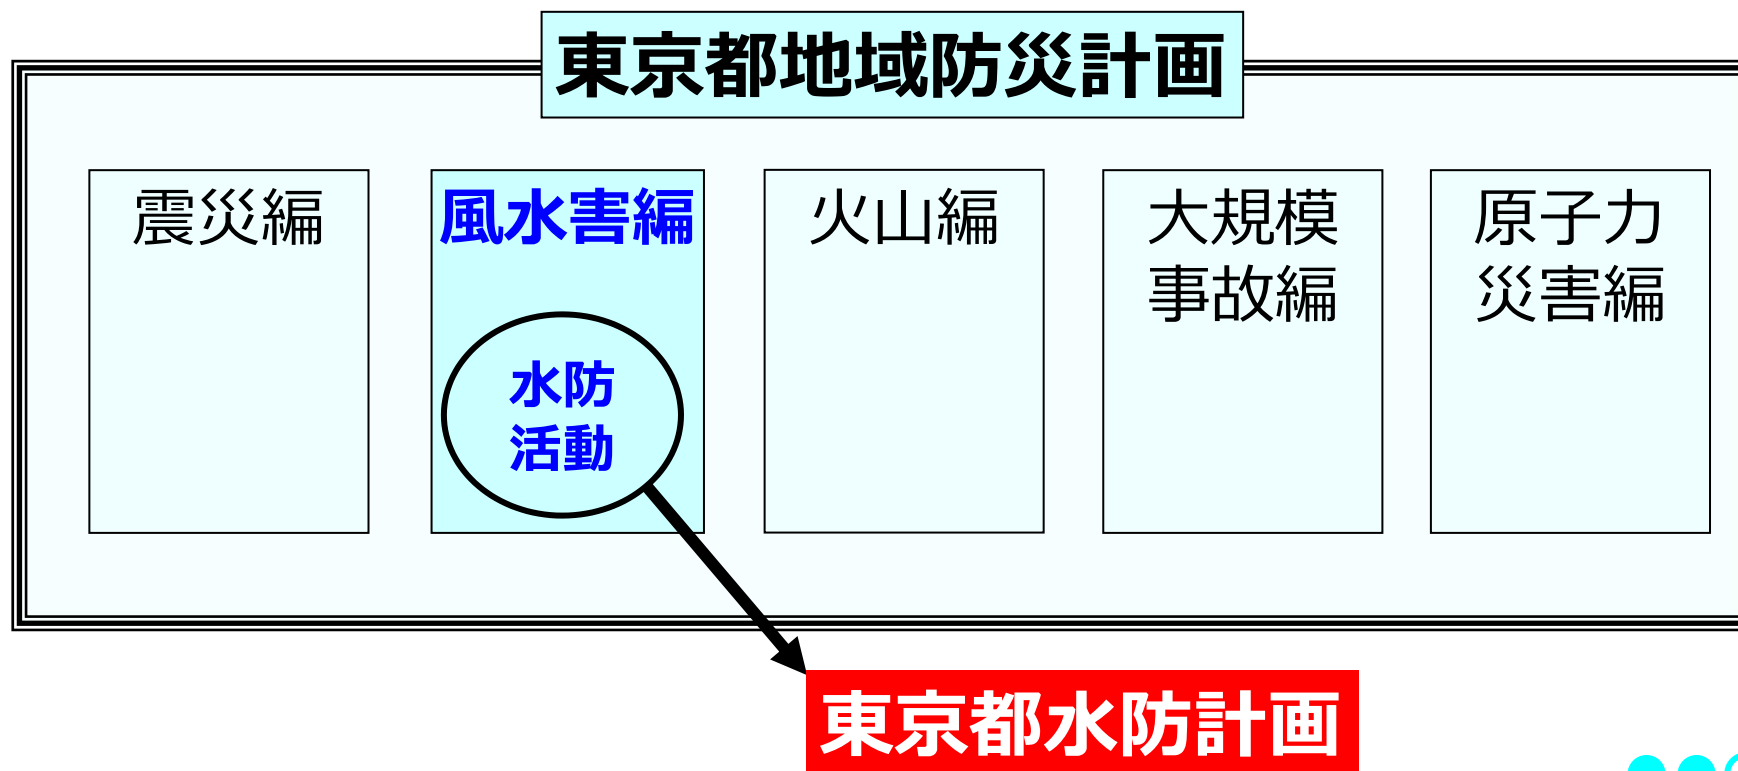 東京都地域防災計画
震災編
風水害編
水防
活動
火山編
大規模
事故編
原子力
災害編
東京都水防計画